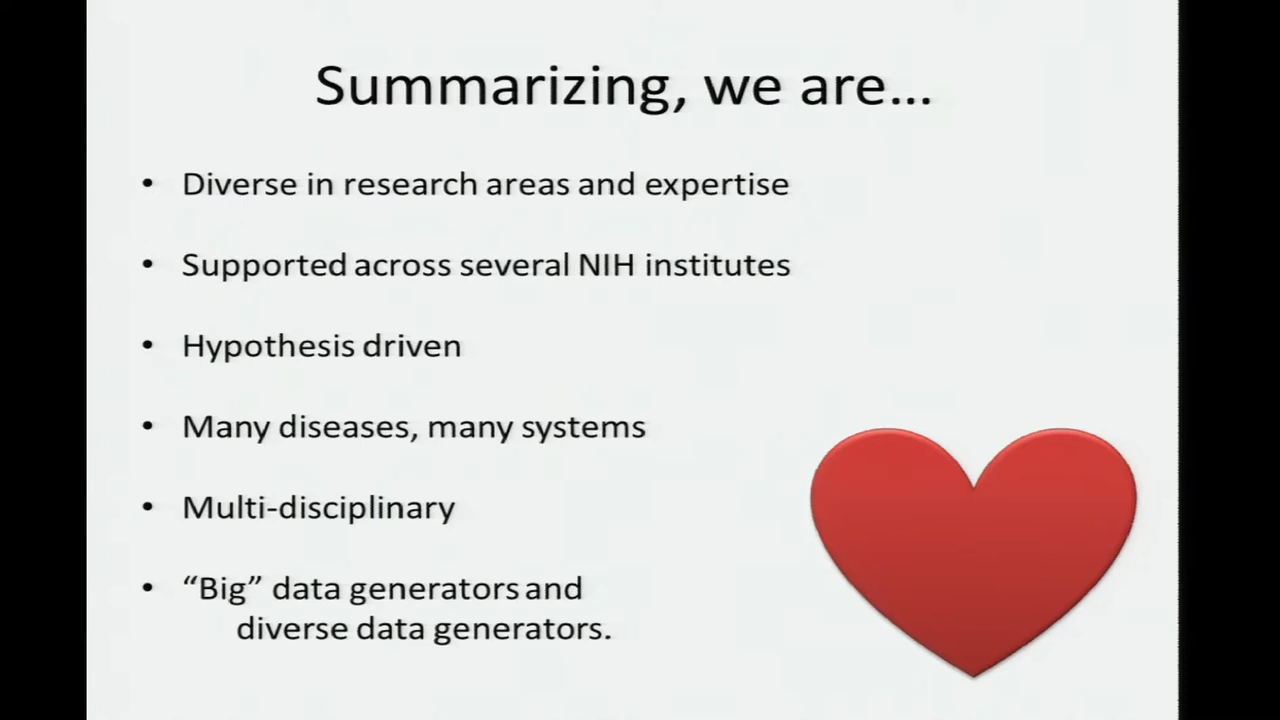 Summarizing, we are...
• Diverse in research areas and expertise
• Supported across several NIH institutes
• Hypothesis driven
• Many diseases, many systems
• Multi-disciplinary
• “Big” data generators and
diverse data generators.